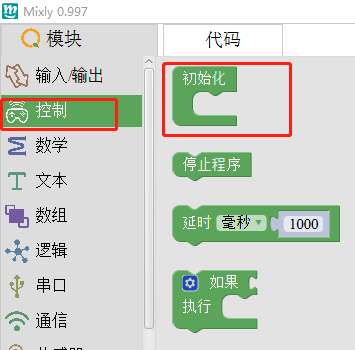 Mixly 0.997
模块
代码
输入/输出
控制
数学
文本
数组
逻辑
串口
通信
初始化
停止程序
延时 毫秒 1000
如果
执行